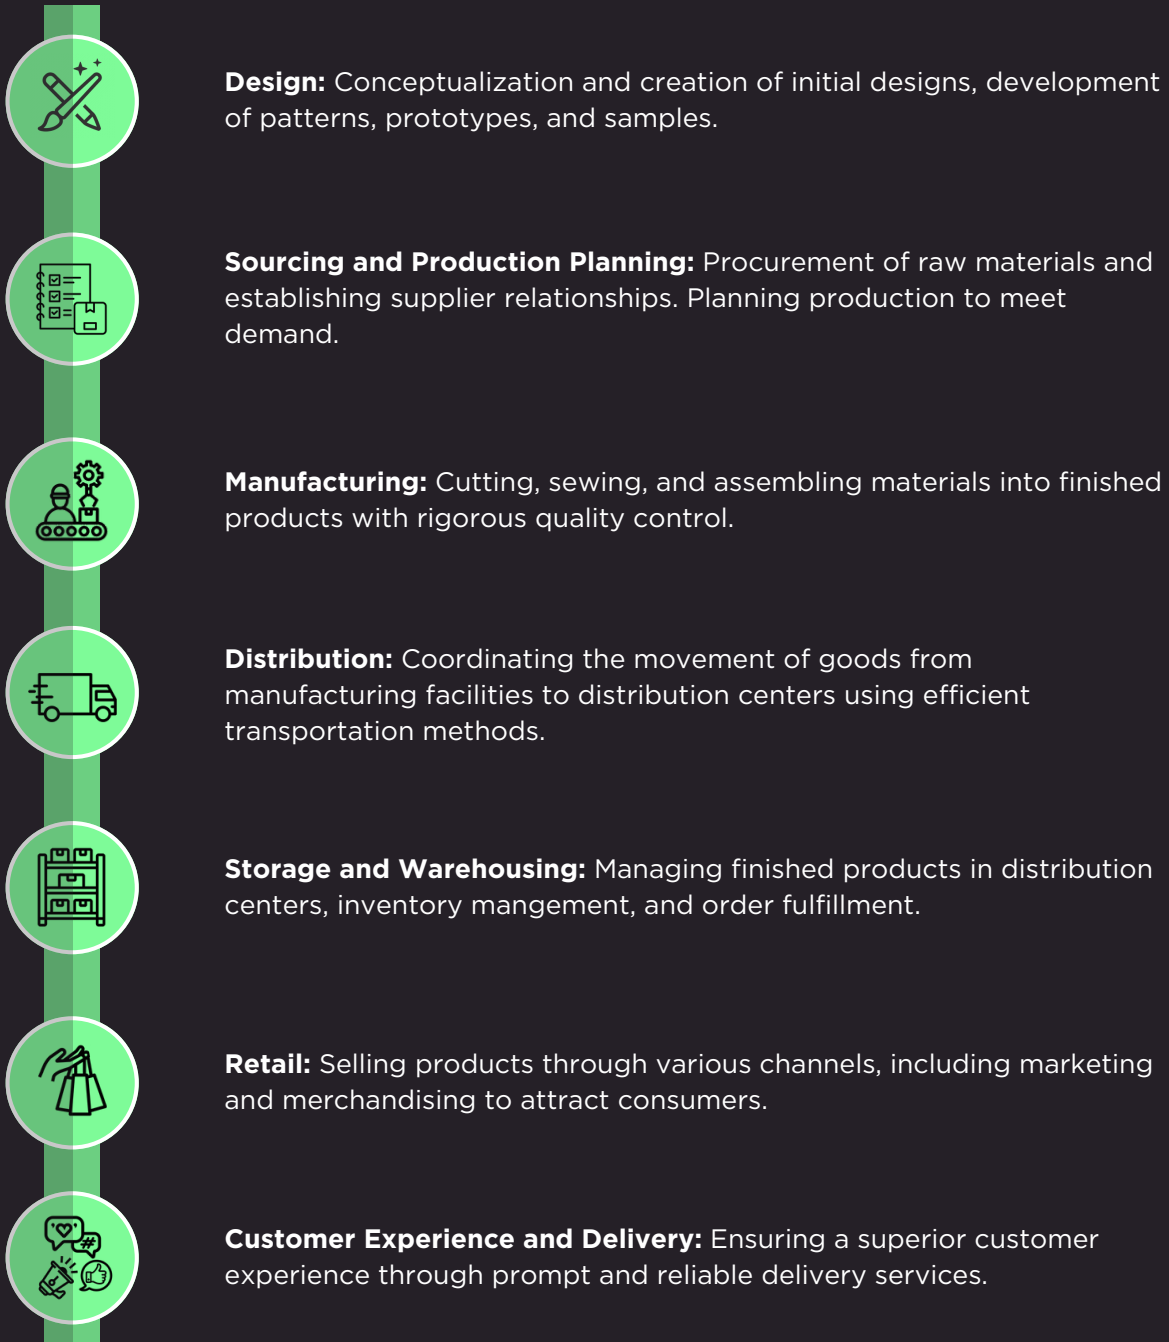 Design: Conceptualization and creation of initial designs, development
of patterns, prototypes, and samples.
Sourcing and Production Planning: Procurement of raw materials and
establishing supplier relationships. Planning production to meet
demand.
Manufacturing: Cutting, sewing, and assembling materials into finished
products with rigorous quality control.
Distribution: Coordinating the movement of goods from
manufacturing facilities to distribution centers using efficient
transportation methods.
Storage and Warehousing: Managing finished products in distribution
centers, inventory mangement, and order fulfillment.
Retail: Selling products through various channels, including marketing
and merchandising to attract consumers.
Customer Experience and Delivery: Ensuring a superior customer
experience through prompt and reliable delivery services.